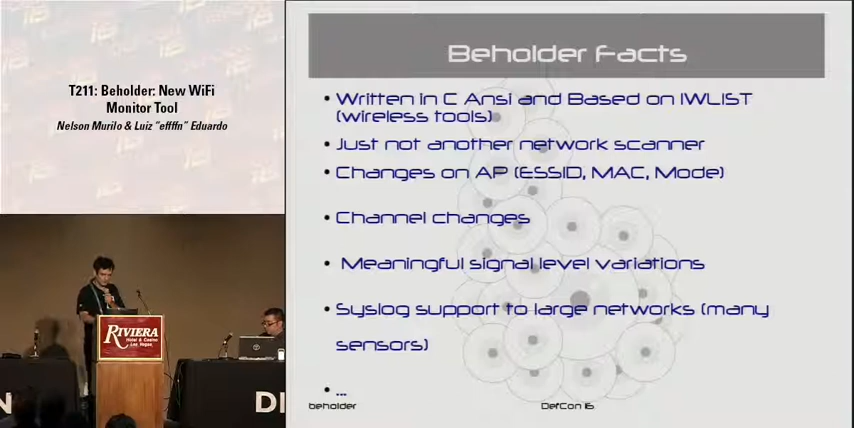 T211: Beholder: New WiFi
Monitor Tool
Nelson Murilo & Luiz "effffn" Eduardo
Beholder Facts
• Written in C Ansi and Based on IWLIST
(wireless tools)
• Just not another network scanner
• Changes on AP (ESSID, MAC, Mode)
• Channel changes
• Meaningful signal level variations
• Syslog support to large networks (many
sensors)
• ...
beholder
DefCon 16
RIVIERA
Hotel & Casino
Las Vegas
N
DE